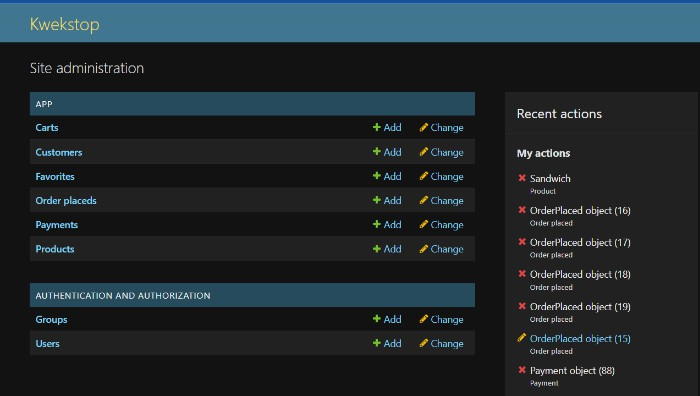 Kwekstop
Site administration
APP
Carts Add Change
Customers Add Change
Favorites Add Change
Order placeds Add Change
Payments Add Change
Products Add Change
AUTHENTICATION AND AUTHORIZATION
Groups Add Change
Users Add Change
Recent actions
My actions
Sandwich
Product
OrderPlaced object (16)
Order placed
OrderPlaced object (17)
Order placed
OrderPlaced object (18)
Order placed
OrderPlaced object (19)
Order placed
OrderPlaced object (15)
Order placed
Payment object (88)
Payment